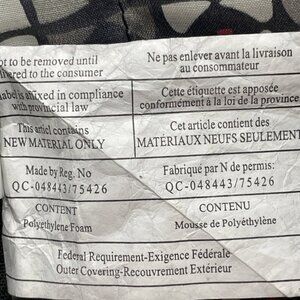 ot to be removed until
ered to the consumer
Ne pas enlever avant la livraison
au consommateur
label is affixed in compliance
with provincial law
Cette étiquette est apposée
conformément à la loi de la province
This articl contains
NEW MATERIAL ONLY
Cet article contient des
MATÉRIAUX NEUFS SEULEMENT
Made by Reg. No
QC-048443/75426
Fabriqué par N de permis:
QC-048443/75426
CONTENT
Polyethylene Foam
CONTENU
Mousse de Polyéthylène
Federal Requirement-Exigence Fédérale
Outer Covering-Recouvrement Extérieur